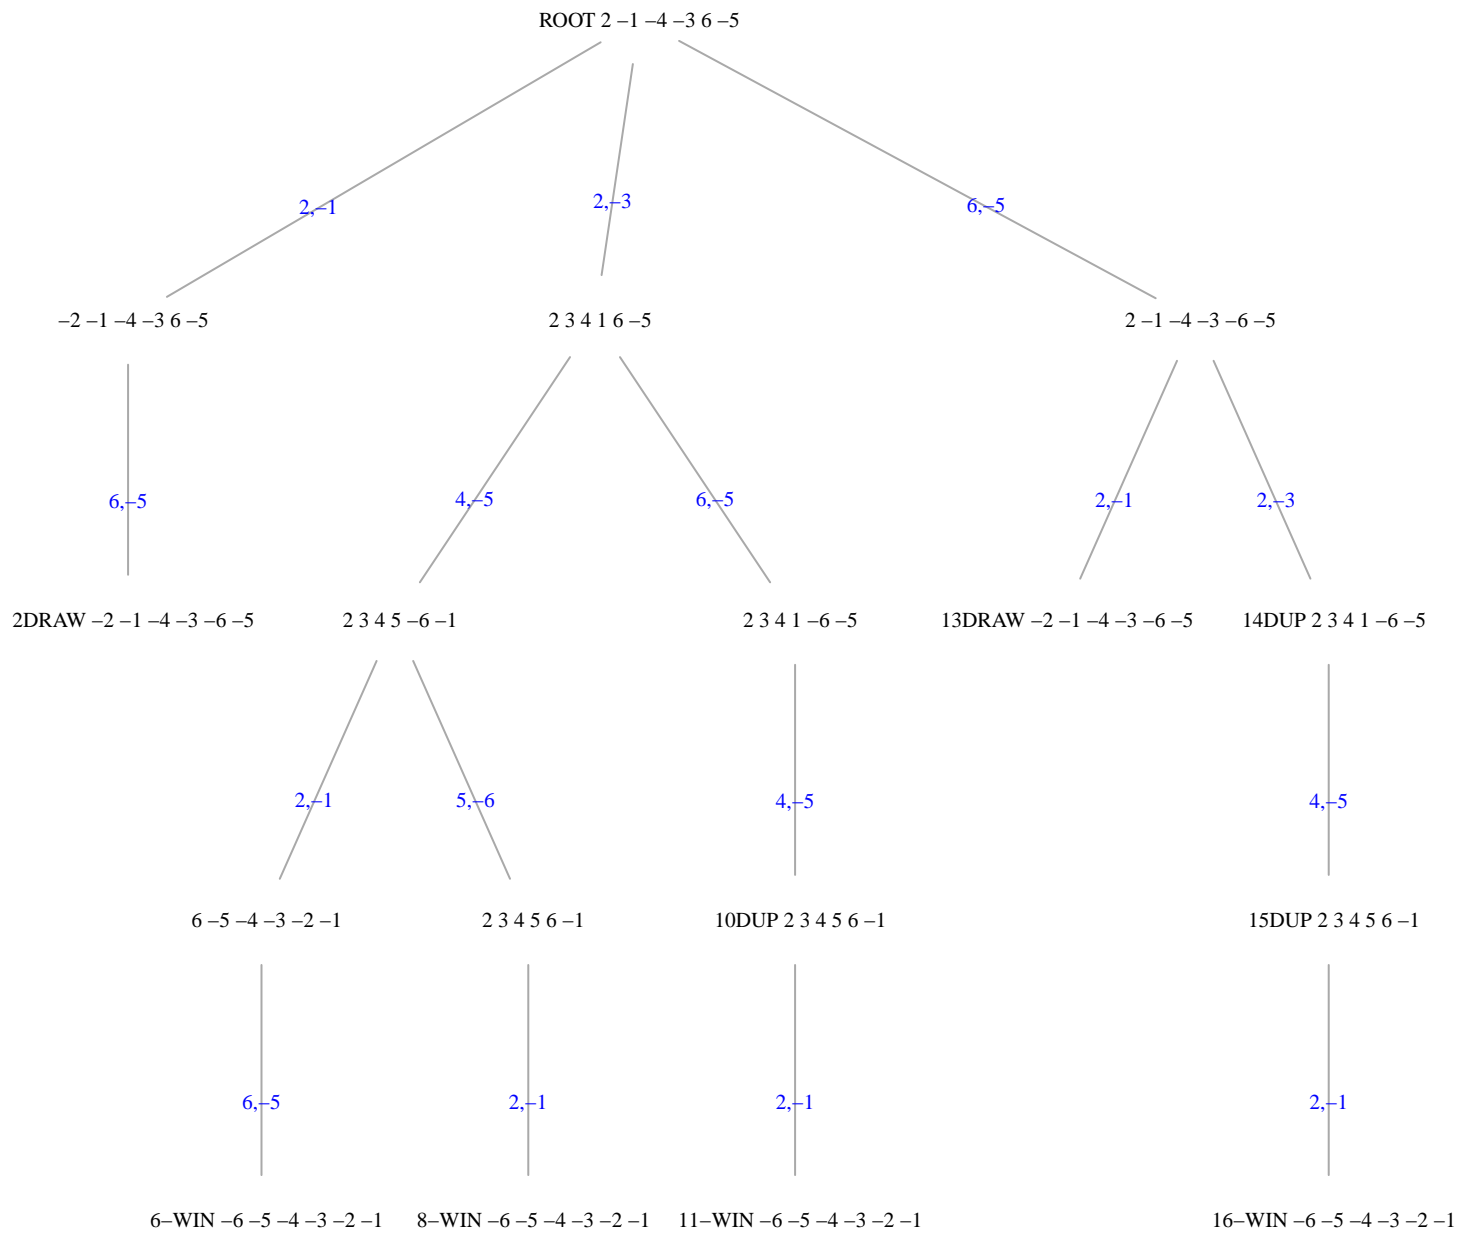 ROOT 2 −1 −4 −3 6 −5
2,−1
2,−3
6,−5
−2 −1 −4 −3 6 −5
2 3 4 1 6 −5
2 −1 −4 −3 −6 −5
6,−5
4,−5
6,−5
2,−1
2,−3
2DRAW −2 −1 −4 −3 −6 −5
2 3 4 5 −6 −1
2 3 4 1 −6 −5
13DRAW −2 −1 −4 −3 −6 −5
14DUP 2 3 4 1 −6 −5
2,−1
5,−6
4,−5
4,−5
6 −5 −4 −3 −2 −1
2 3 4 5 6 −1
10DUP 2 3 4 5 6 −1
15DUP 2 3 4 5 6 −1
6,−5
2,−1
2,−1
2,−1
6−WIN −6 −5 −4 −3 −2 −1
8−WIN −6 −5 −4 −3 −2 −1
11−WIN −6 −5 −4 −3 −2 −1
16−WIN −6 −5 −4 −3 −2 −1